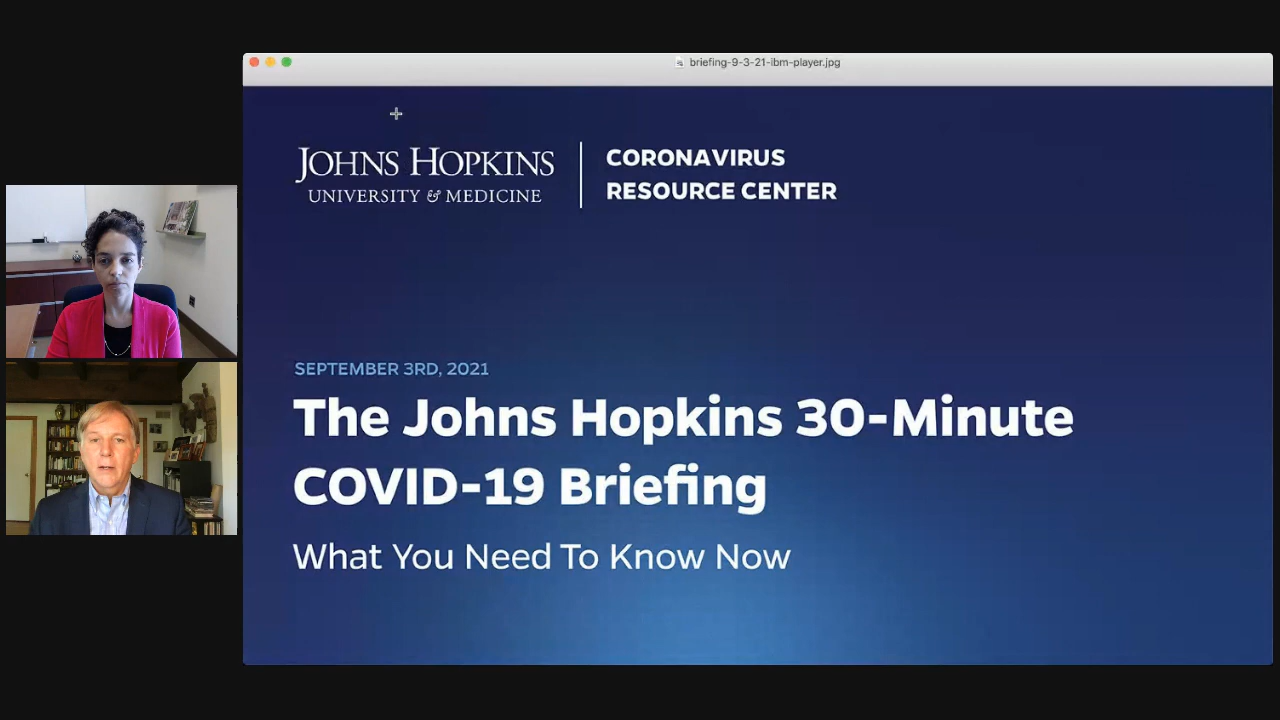 briefing-9-3-21-ibm-player.jpg
JOHNS HOPKINS
UNIVERSITY & MEDICINE
CORONAVIRUS
RESOURCE CENTER
SEPTEMBER 3RD, 2021
The Johns Hopkins 30-Minute
COVID-19 Briefing
What You Need To Know Now